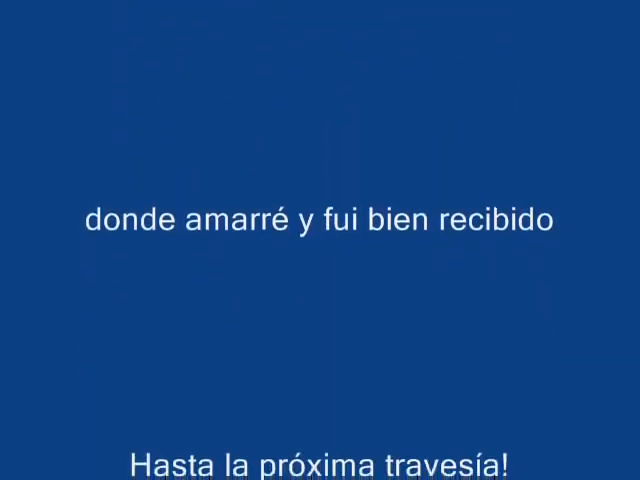 donde amarré y fui bien recibido
Hasta la próxima travesía!